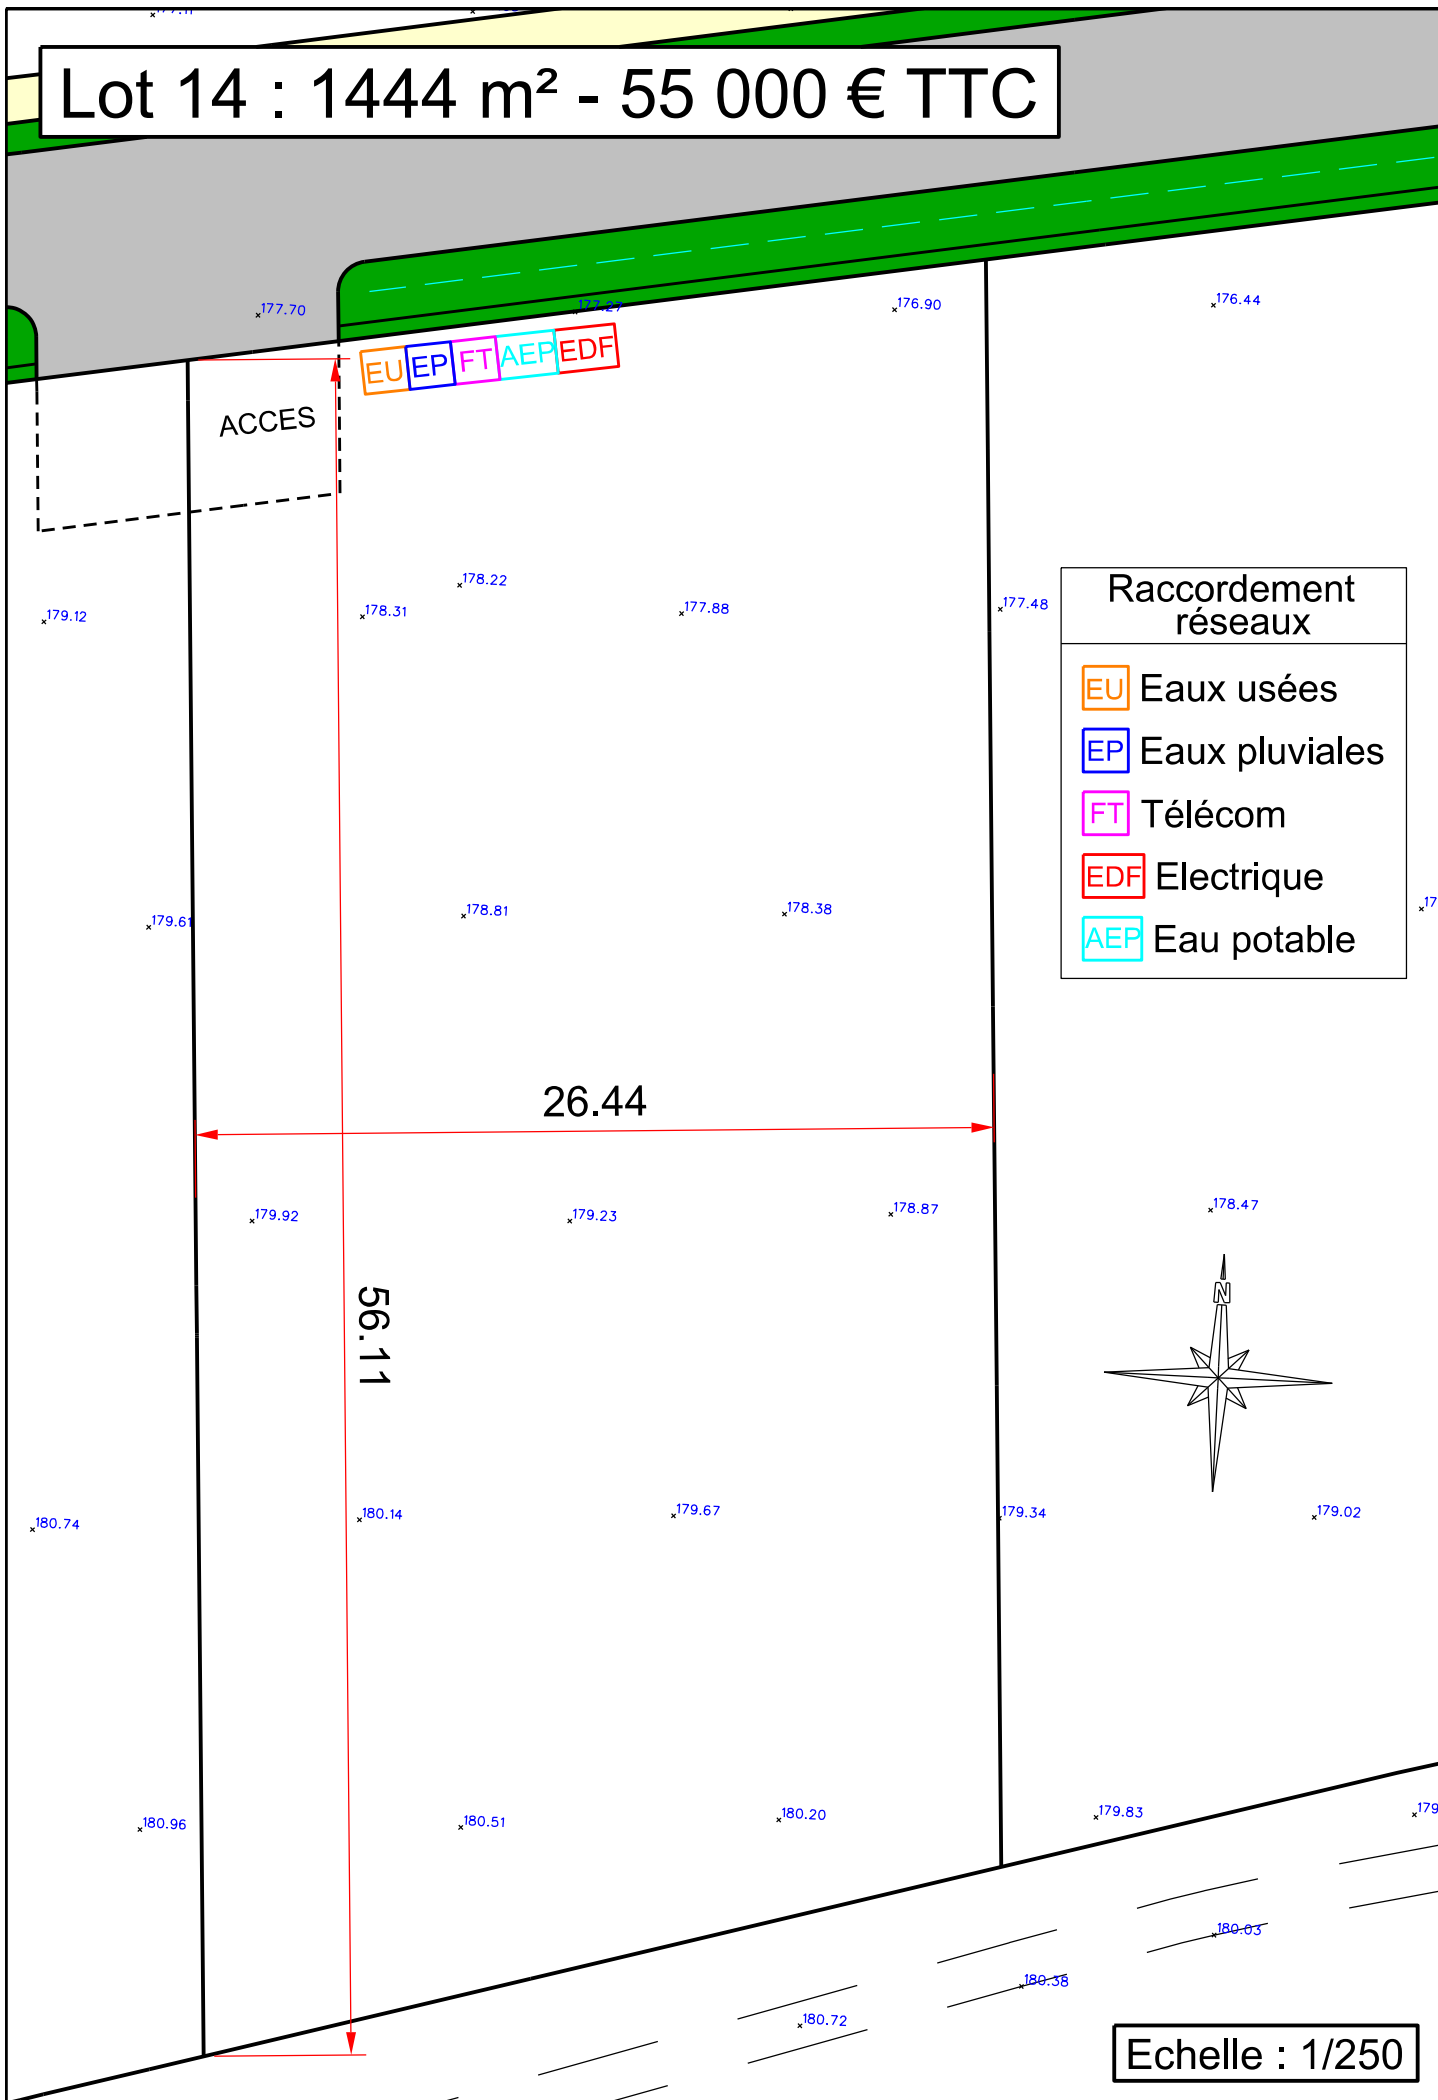 Lot 14 : 1444 m² - 55 000 € TTC
177.70
177.27
176.90
176.44
EU EP FT AEP EDF
ACCES
179.12
178.31
178.22
177.88
177.48
Raccordement
réseaux
EU Eaux usées
EP Eaux pluviales
FT Télécom
EDF Electrique
AEP Eau potable
179.61
178.81
178.38
26.44
179.92
179.23
178.87
178.47
56.11
N
180.74
180.14
179.67
179.34
179.02
180.96
180.51
180.20
179.83
180.03
180.38
180.72
Echelle : 1/250